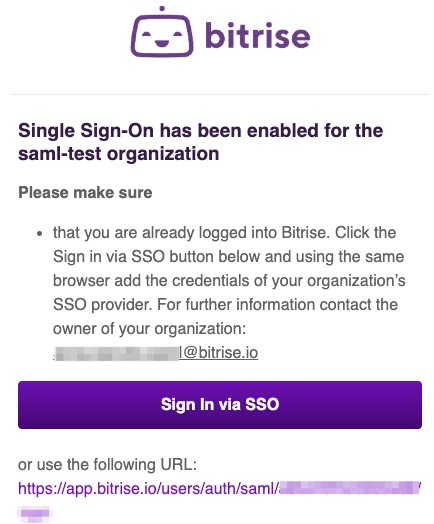 bitrise
Single Sign-On has been enabled for the
saml-test organization
Please make sure
• that you are already logged into Bitrise. Click the
Sign in via SSO button below and using the same
browser add the credentials of your organization's
SSO provider. For further information contact the
owner of your organization:
l@bitrise.io
Sign In via SSO
or use the following URL:
https://app.bitrise.io/users/auth/saml/
/